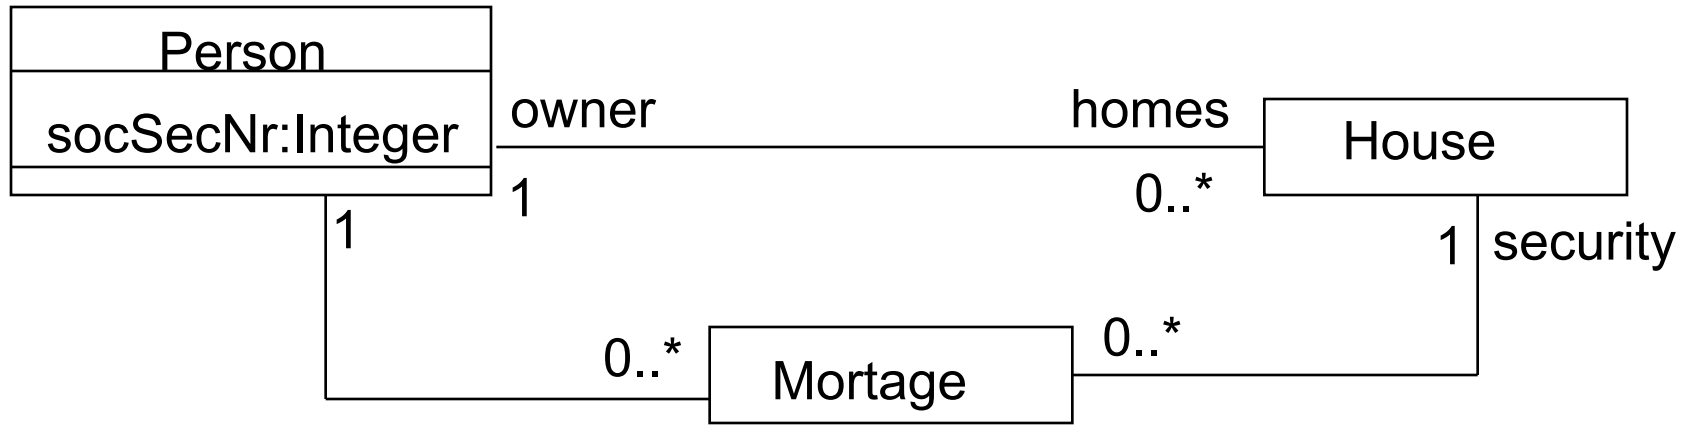 Person
socSecNr:Integer
owner
homes
House
1
0..*
1
1
security
0..*
0..*
Mortage